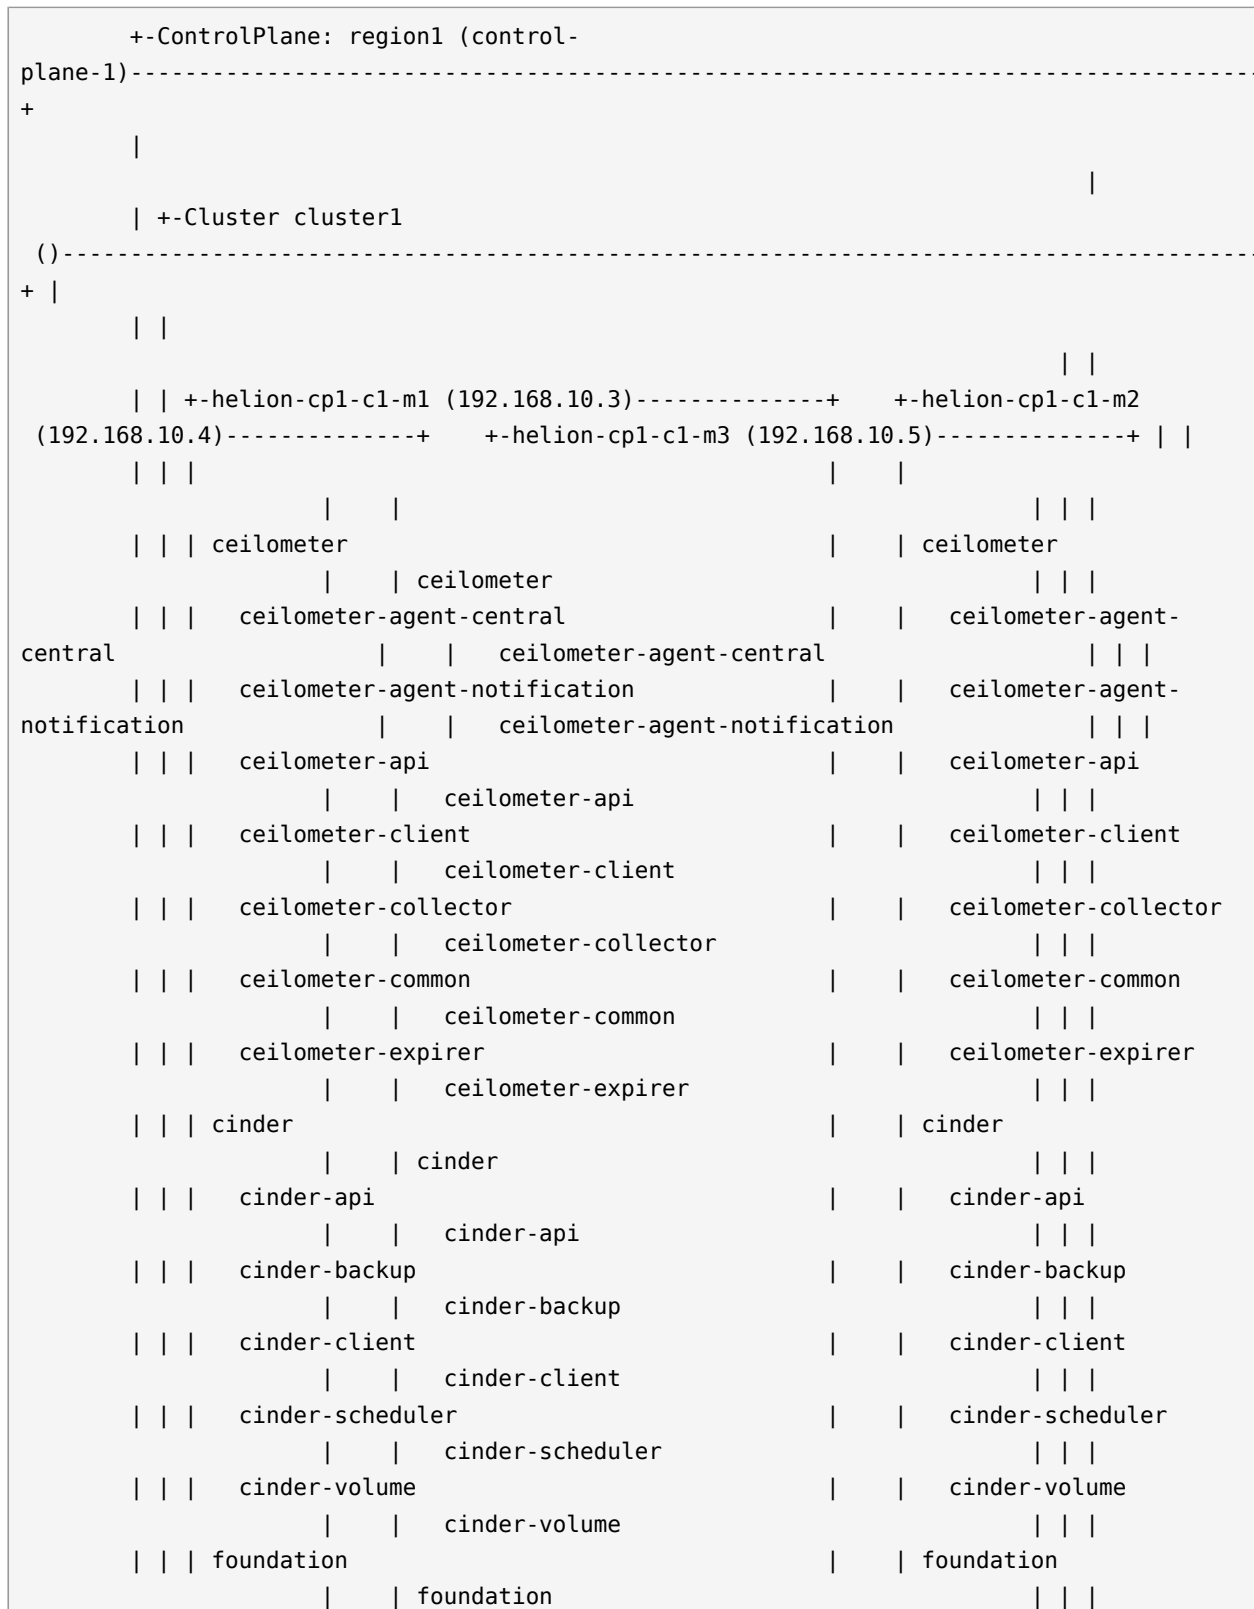 +-ControlPlane: region1 (control-
plane-1)-----------------------------------------------------------------------------------
+
        |
                                                                              |
        | +-Cluster cluster1
 ()----------------------------------------------------------------------------------------
+ |
        | |
                                                                            | |
        | | +-helion-cp1-c1-m1 (192.168.10.3)--------------+    +-helion-cp1-c1-m2
 (192.168.10.4)--------------+    +-helion-cp1-c1-m3 (192.168.10.5)--------------+ | |
        | | |                                              |    |
                      |    |                                              | | |
        | | | ceilometer                                   |    | ceilometer
                      |    | ceilometer                                   | | |
        | | |   ceilometer-agent-central                   |    |   ceilometer-agent-
central                   |    |   ceilometer-agent-central                   | | |
        | | |   ceilometer-agent-notification              |    |   ceilometer-agent-
notification              |    |   ceilometer-agent-notification              | | |
        | | |   ceilometer-api                             |    |   ceilometer-api
                      |    |   ceilometer-api                             | | |
        | | |   ceilometer-client                          |    |   ceilometer-client
                      |    |   ceilometer-client                          | | |
        | | |   ceilometer-collector                       |    |   ceilometer-collector
                      |    |   ceilometer-collector                       | | |
        | | |   ceilometer-common                          |    |   ceilometer-common
                      |    |   ceilometer-common                          | | |
        | | |   ceilometer-expirer                         |    |   ceilometer-expirer
                      |    |   ceilometer-expirer                         | | |
        | | | cinder                                       |    | cinder
                      |    | cinder                                       | | |
        | | |   cinder-api                                 |    |   cinder-api
                      |    |   cinder-api                                 | | |
        | | |   cinder-backup                              |    |   cinder-backup
                      |    |   cinder-backup                              | | |
        | | |   cinder-client                              |    |   cinder-client
                      |    |   cinder-client                              | | |
        | | |   cinder-scheduler                           |    |   cinder-scheduler
                      |    |   cinder-scheduler                           | | |
        | | |   cinder-volume                              |    |   cinder-volume
                      |    |   cinder-volume                              | | |
        | | | foundation                                   |    | foundation
                      |    | foundation                                   | | |